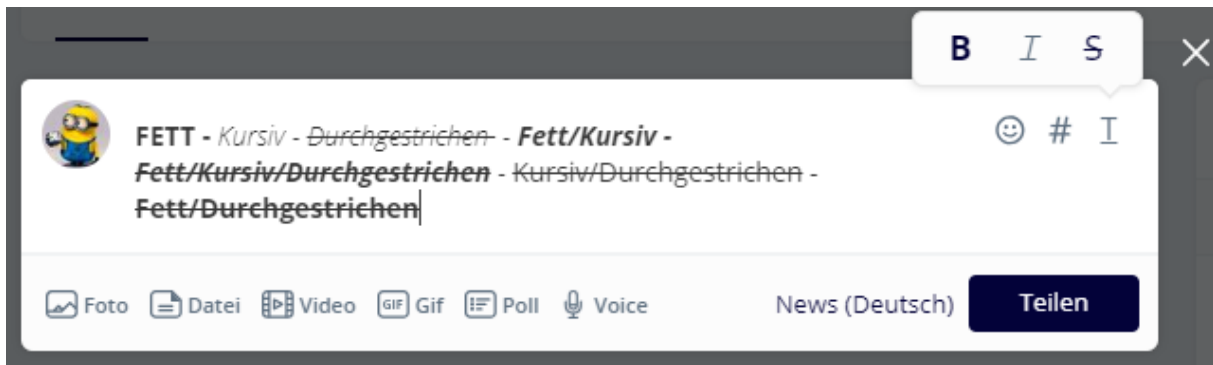 B I S
FETT - Kursiv - Durchgestrichen - Fett/Kursiv -
Fett/Kursiv/Durchgestrichen - Kursiv/Durchgestrichen -
Fett/Durchgestrichen
# T
Foto Datei Video GIF Gif Poll Voice News (Deutsch) Teilen